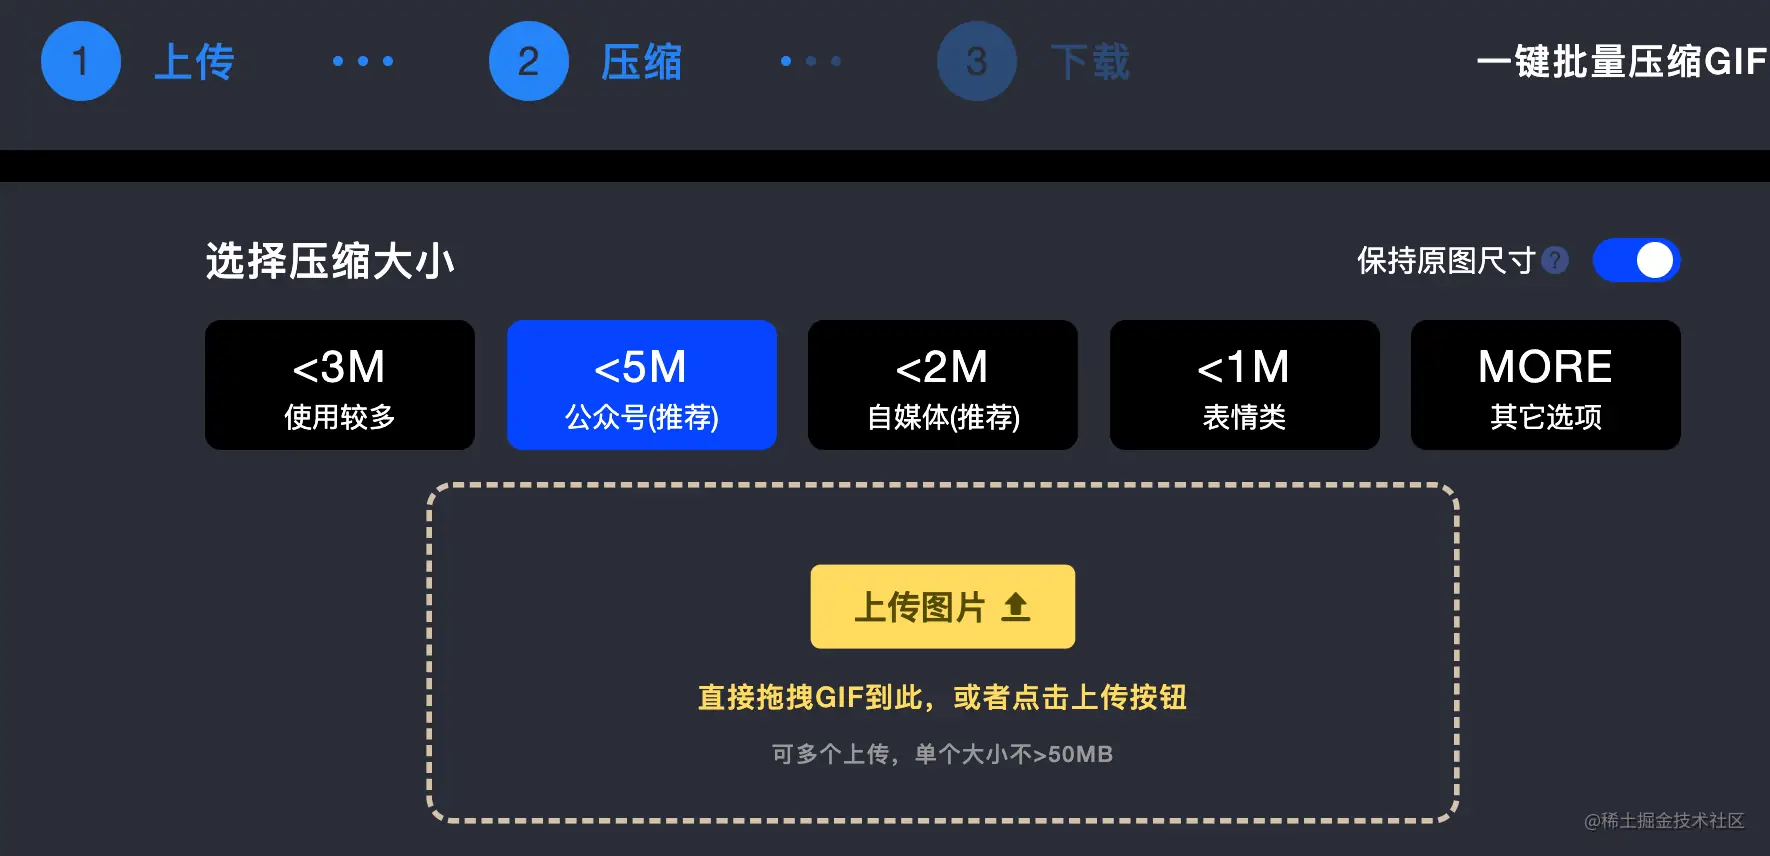 1 上传 ••• 2 压缩 ••• 3 下载 一键批量压缩GIF
选择压缩大小 保持原图尺寸 ?
<3M <5M <2M <1M MORE
使用较多 公众号(推荐) 自媒体(推荐) 表情类 其它选项
上传图片
直接拖拽GIF到此，或者点击上传按钮
可多个上传，单个大小不>50MB
@稀土掘金技术社区